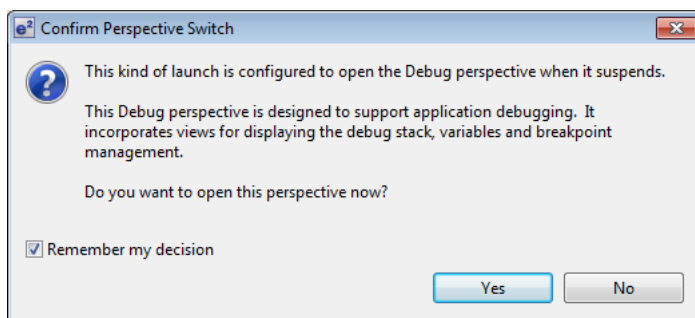 e² Confirm Perspective Switch
This kind of launch is configured to open the Debug perspective when it suspends.
This Debug perspective is designed to support application debugging. It
incorporates views for displaying the debug stack, variables and breakpoint
management.
Do you want to open this perspective now?
Remember my decision
Yes No